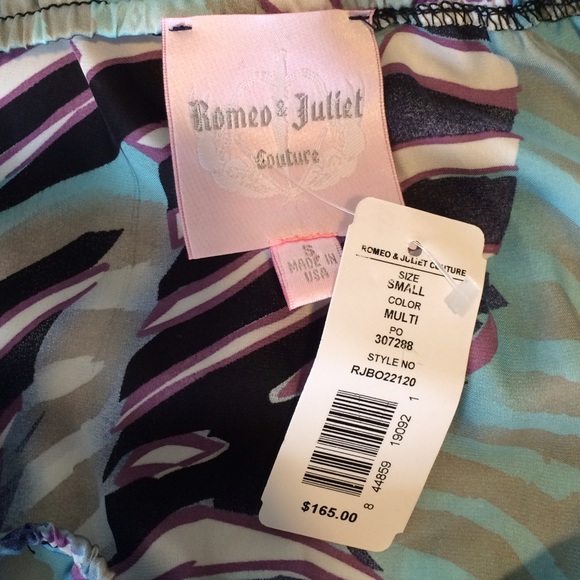 Romeo & Juliet
Couture
S
MADE IN
USA
ROMEO & JULIET COUTURE
SIZE
SMALL
COLOR
MULTI
PO
307288
STYLE NO
RJBO22120
8 44859 19092 1
$165.00